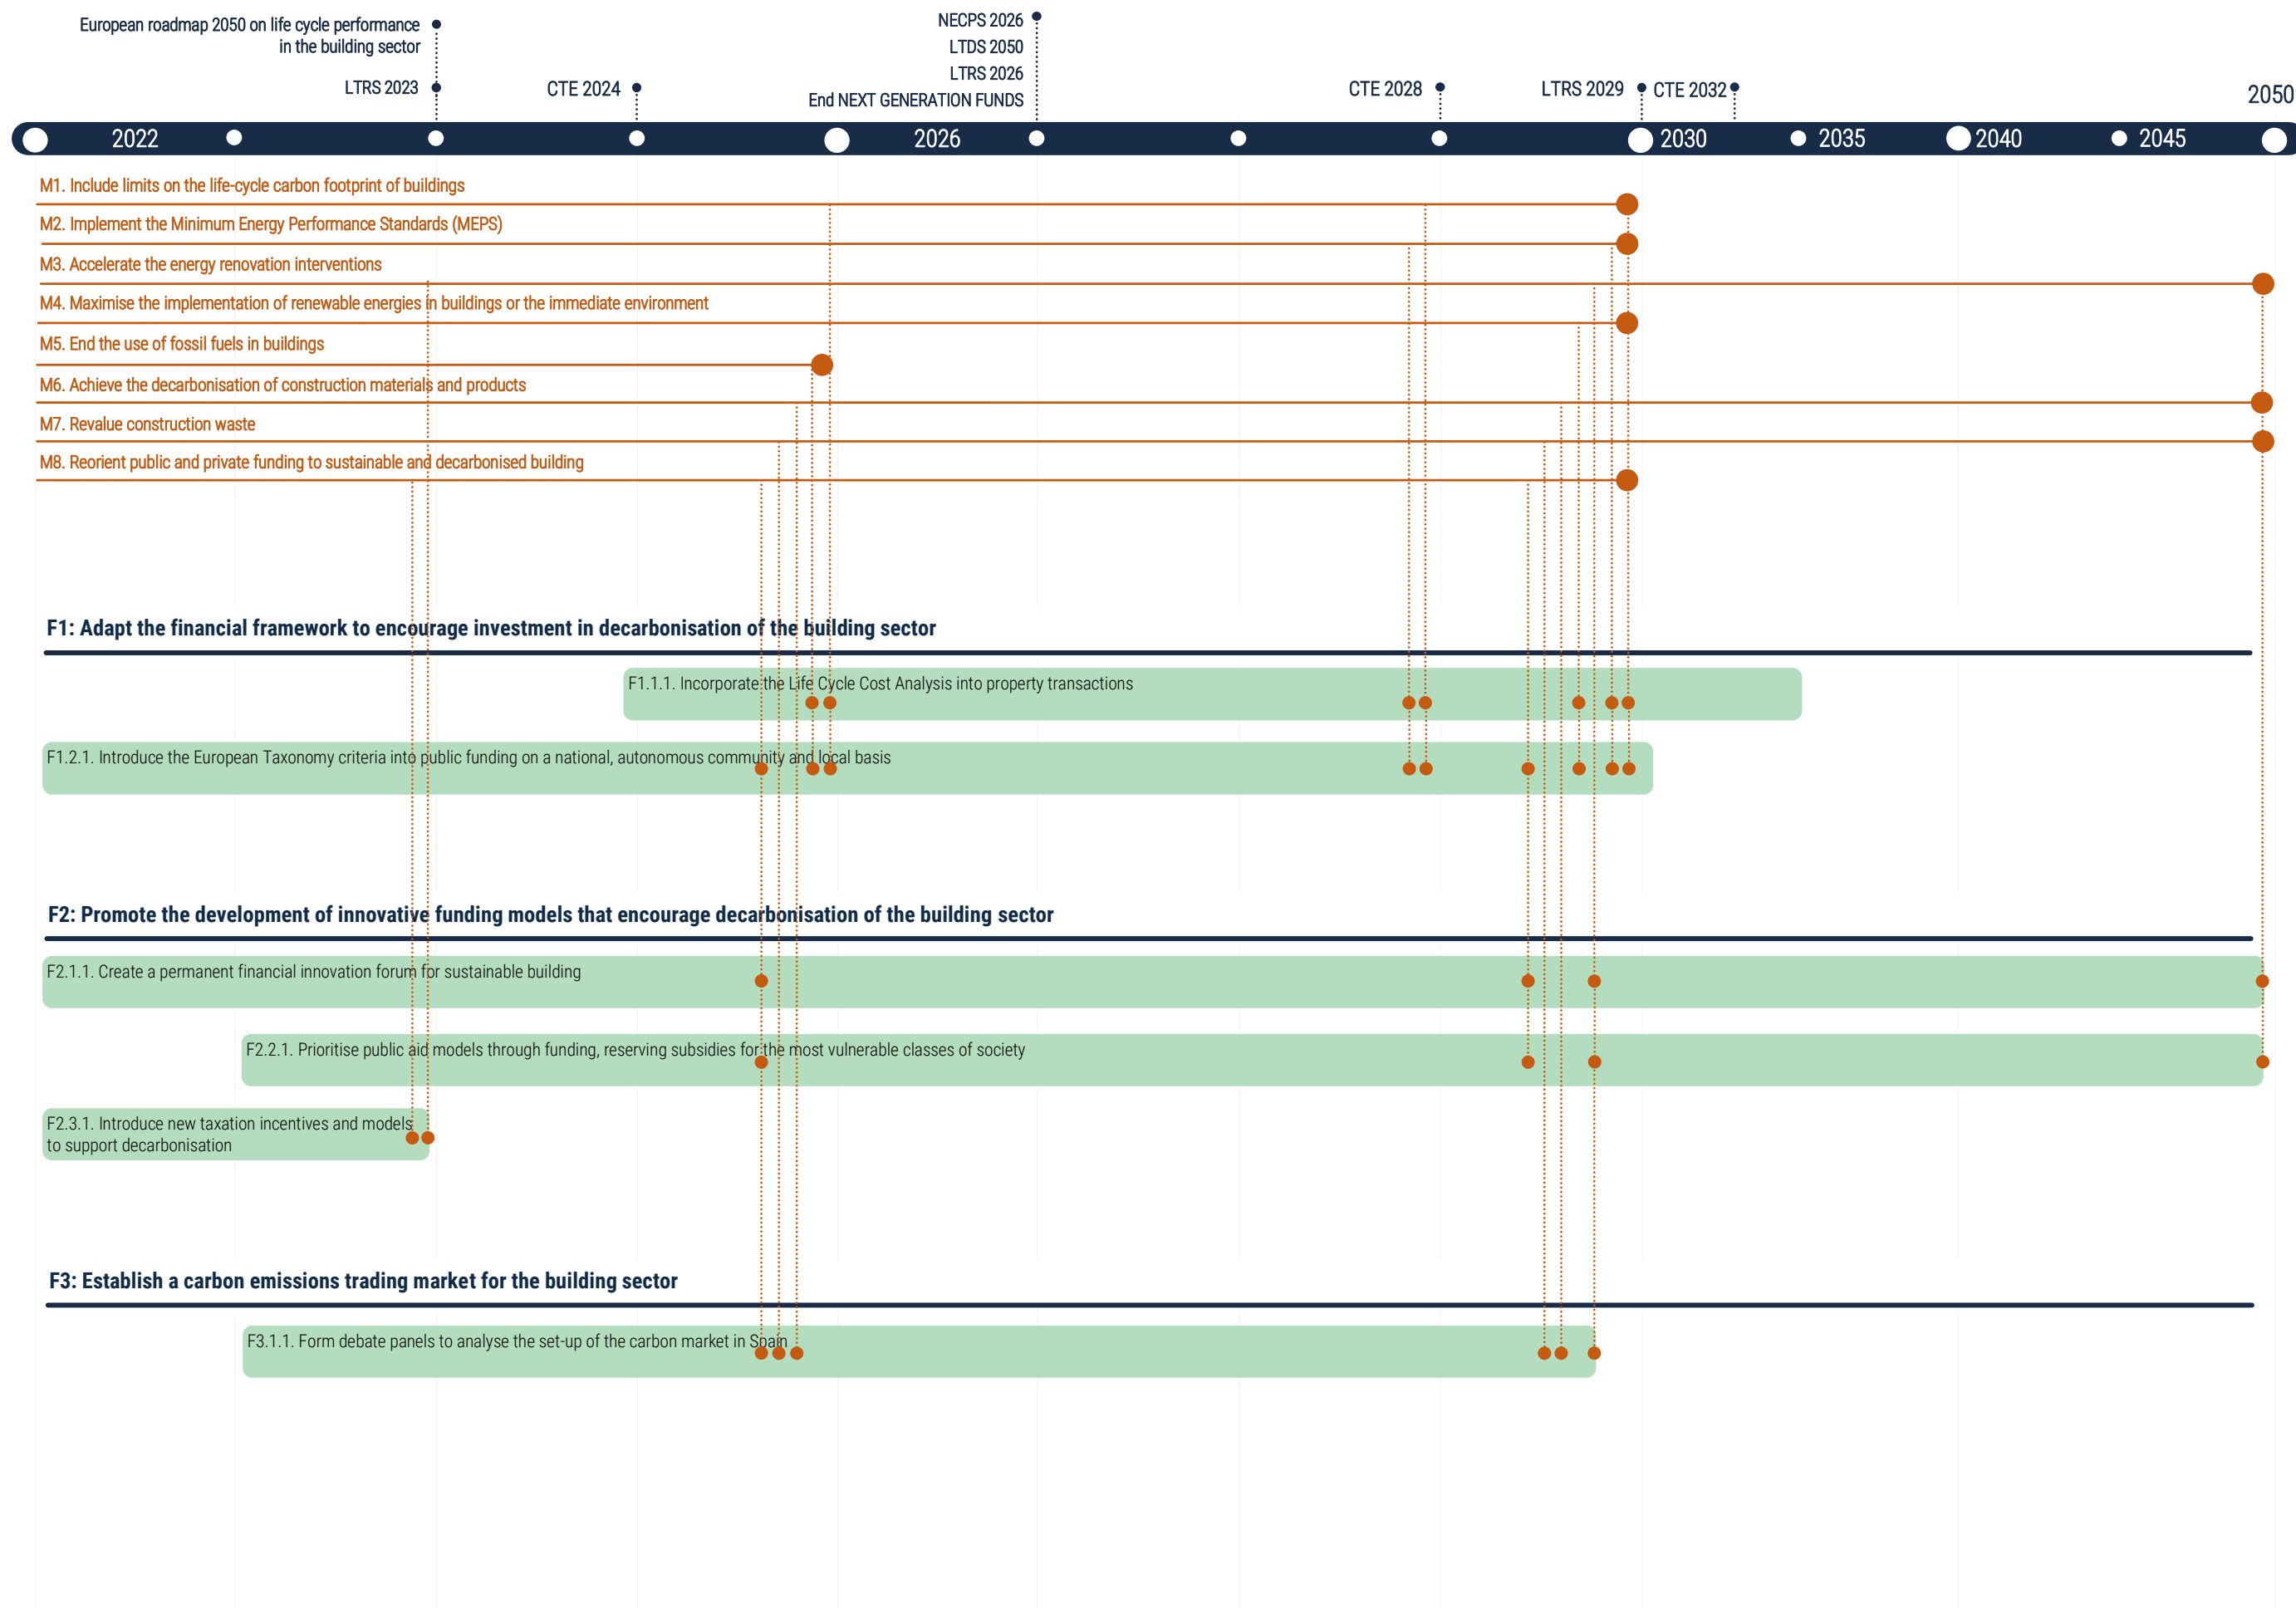 European roadmap 2050 on life cycle performance
in the building sector
LTRS 2023
CTE 2024
NECPS 2026
LTDS 2050
LTRS 2026
End NEXT GENERATION FUNDS
CTE 2028
LTRS 2029
CTE 2032
2050
2022
2026
2030
2035
2040
2045
M1. Include limits on the life-cycle carbon footprint of buildings
M2. Implement the Minimum Energy Performance Standards (MEPS)
M3. Accelerate the energy renovation interventions
M4. Maximise the implementation of renewable energies in buildings or the immediate environment
M5. End the use of fossil fuels in buildings
M6. Achieve the decarbonisation of construction materials and products
M7. Revalue construction waste
M8. Reorient public and private funding to sustainable and decarbonised building
F1: Adapt the financial framework to encourage investment in decarbonisation of the building sector
F1.1.1. Incorporate the Life Cycle Cost Analysis into property transactions
F1.2.1. Introduce the European Taxonomy criteria into public funding on a national, autonomous community and local basis
F2: Promote the development of innovative funding models that encourage decarbonisation of the building sector
F2.1.1. Create a permanent financial innovation forum for sustainable building
F2.2.1. Prioritise public aid models through funding, reserving subsidies for the most vulnerable classes of society
F2.3.1. Introduce new taxation incentives and models
to support decarbonisation
F3: Establish a carbon emissions trading market for the building sector
F3.1.1. Form debate panels to analyse the set-up of the carbon market in Spain